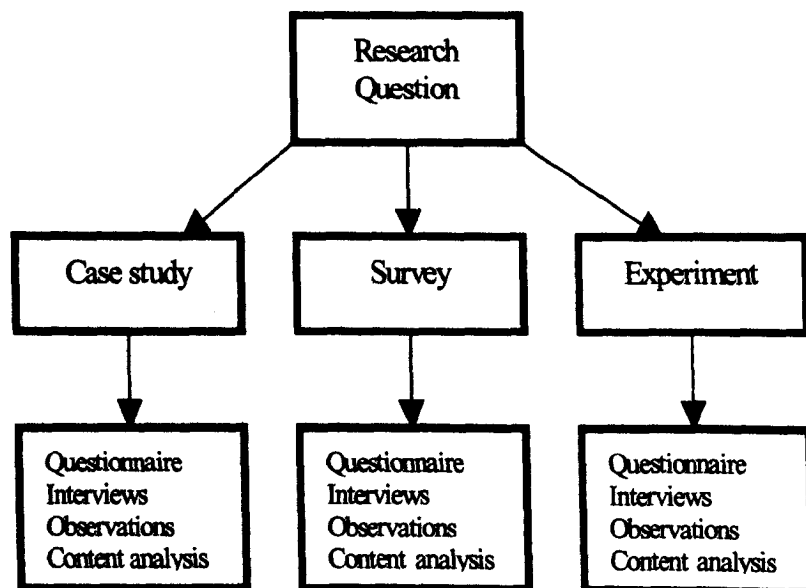 Research
Question
Case study
Survey
Experiment
Questionnaire
Interviews
Observations
Content analysis
Questionnaire
Interviews
Observations
Content analysis
Questionnaire
Interviews
Observations
Content analysis